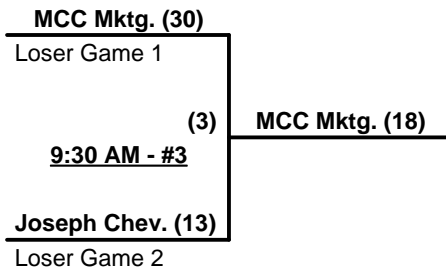 MCC Mktg. (30)
Loser Game 1
(3)
MCC Mktg. (18)
9:30 AM - #3
Joseph Chev. (13)
Loser Game 2